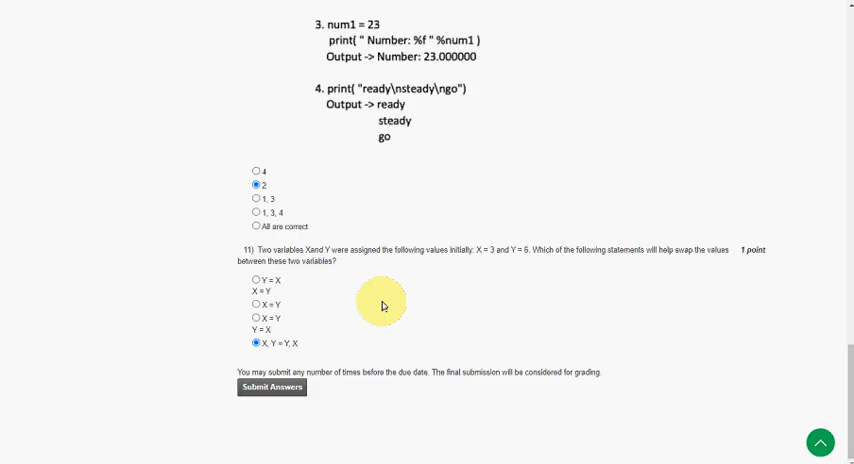 3. num1 = 23
print( " Number: %f " %num1 )
Output -> Number: 23.000000
4. print( "ready\nsteady\ngo")
Output -> ready
steady
go
4
2
1, 3
1, 3, 4
All are correct
11) Two variables Xand Y were assigned the following values initially: X = 3 and Y = 6. Which of the following statements will help swap the values 1 point
between these two variables?
Y = X
X = Y
X = Y
X = Y
Y = X
X, Y = Y, X
You may submit any number of times before the due date. The final submission will be considered for grading.
Submit Answers